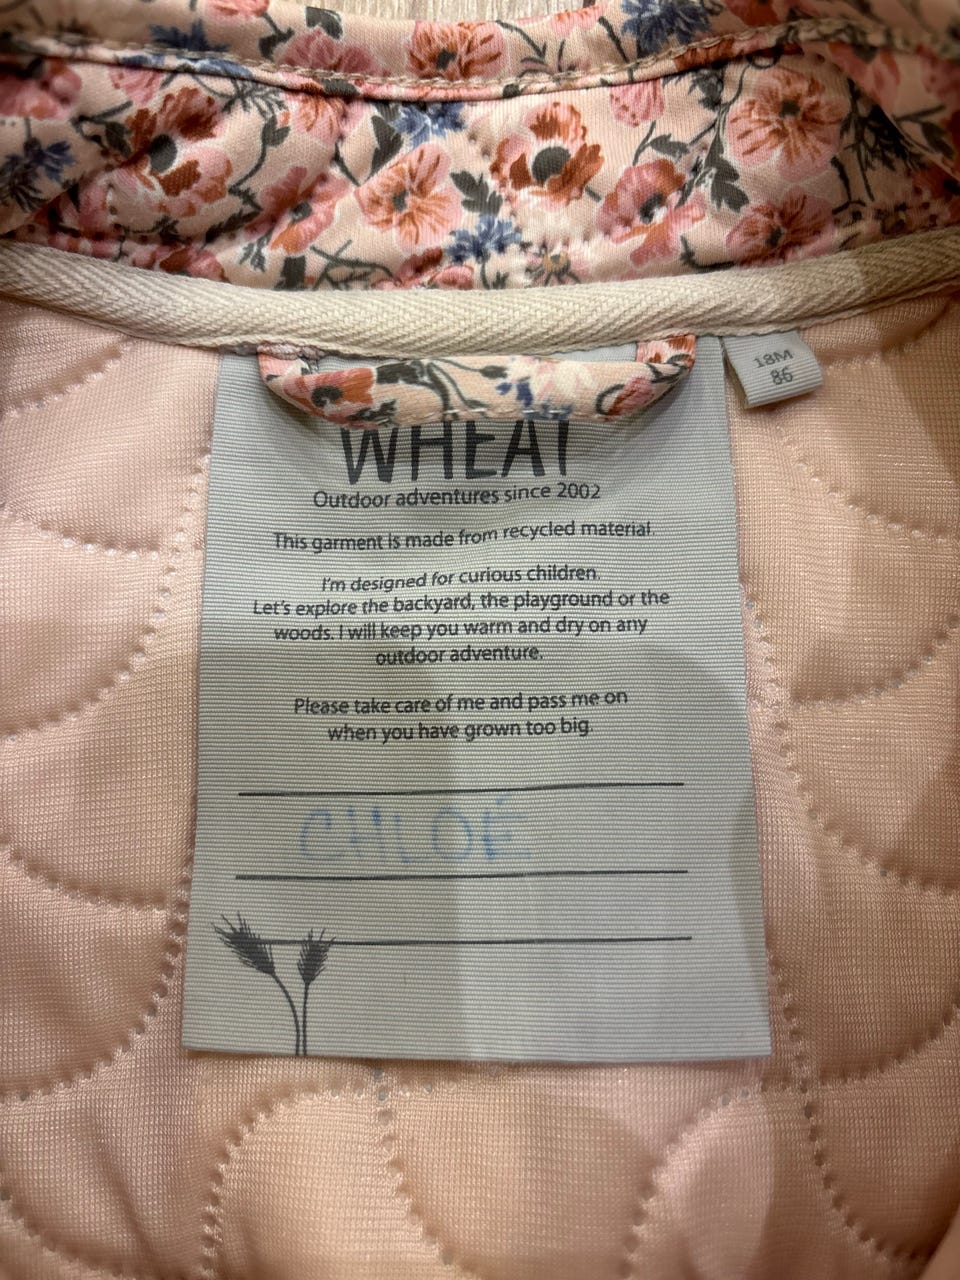 18M
86
WHEAT
Outdoor adventures since 2002
This garment is made from recycled material.
I'm designed for curious children.
Let's explore the backyard, the playground or the
woods. I will keep you warm and dry on any
outdoor adventure.
Please take care of me and pass me on
when you have grown too big.
CHLOÉ